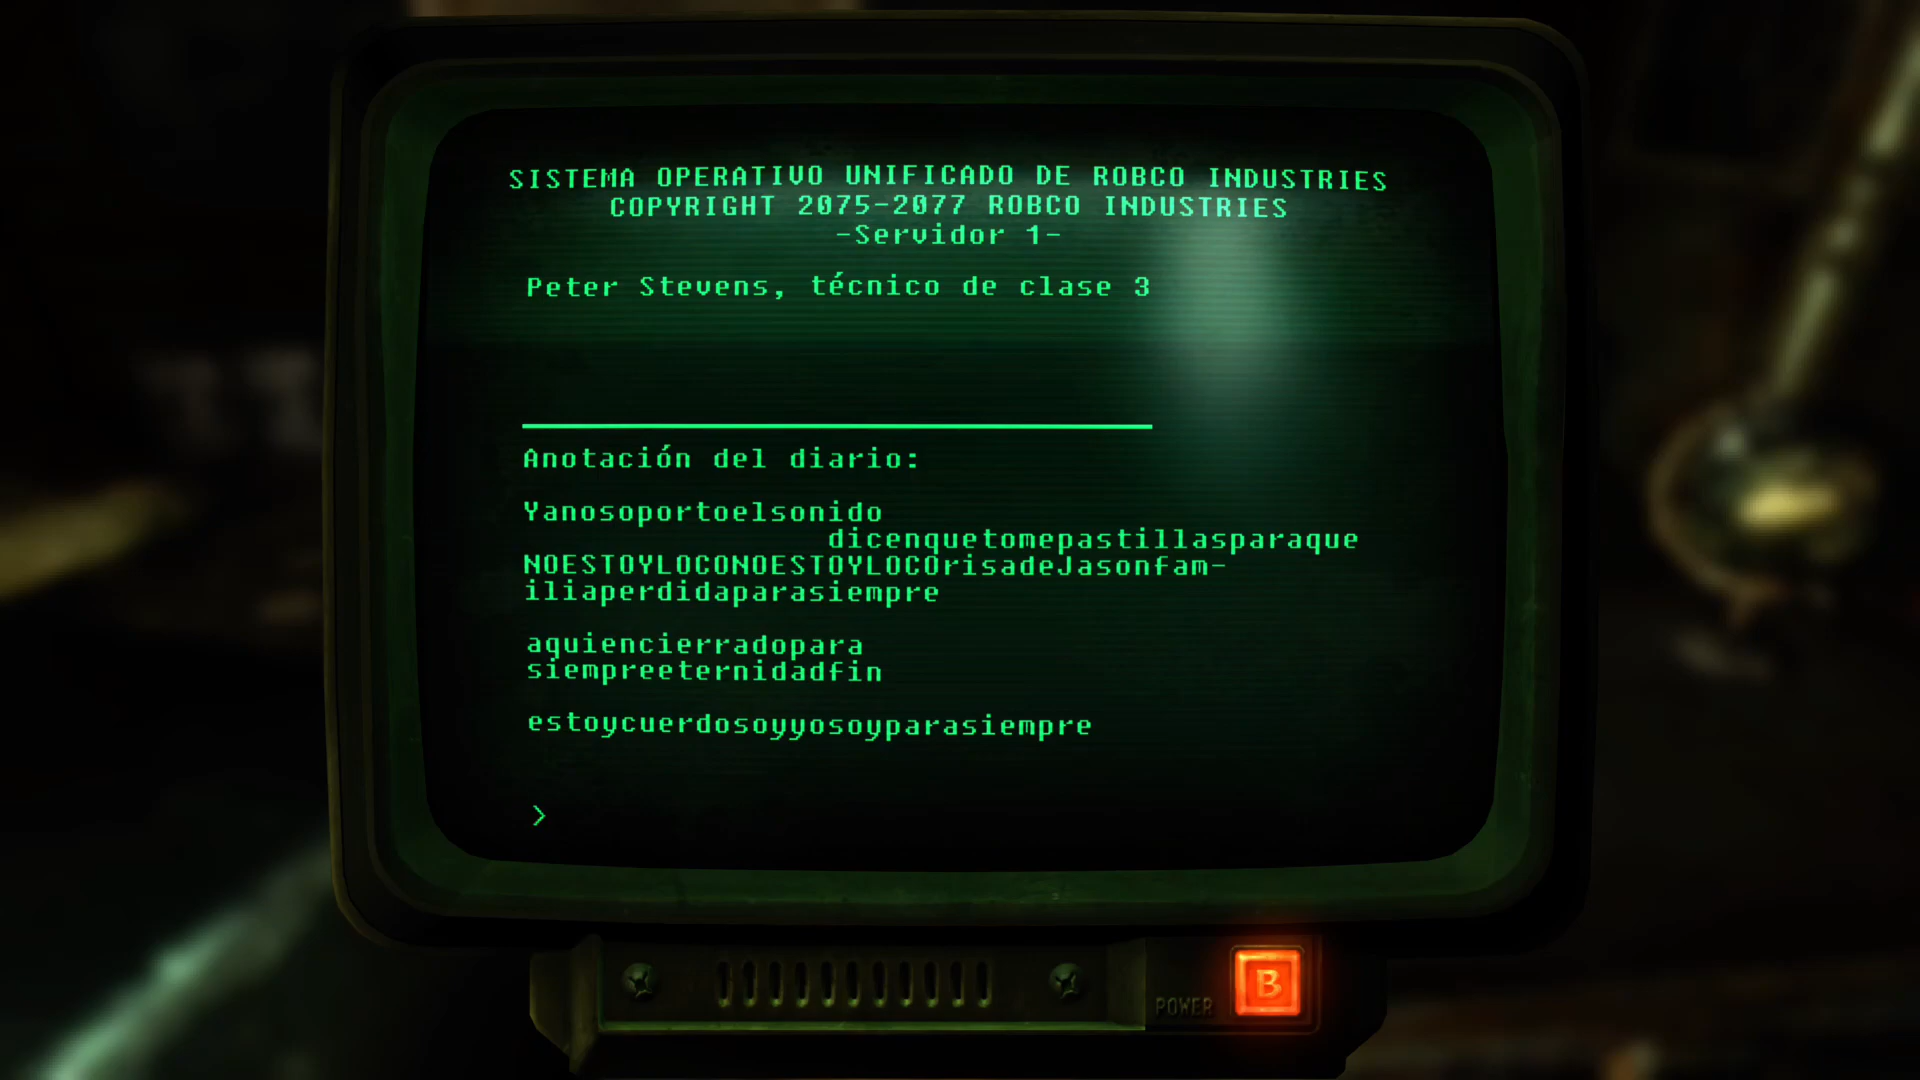 SISTEMA OPERATIVO UNIFICADO DE ROBCO INDUSTRIES
COPYRIGHT 2075-2077 ROBCO INDUSTRIES
-Servidor 1-
Peter Stevens, técnico de clase 3
Anotación del diario:
Yanosoportoelsonido
dicenquetomepastillasparaque
NOESTOYLOCONOESTOYLOCOrisadeJasonfam-
iliaperdidaparasiempre
aquiencierradopara
siempreeternidadfin
estoycuerdosoyyosoyparasiempre
>
POWER
B